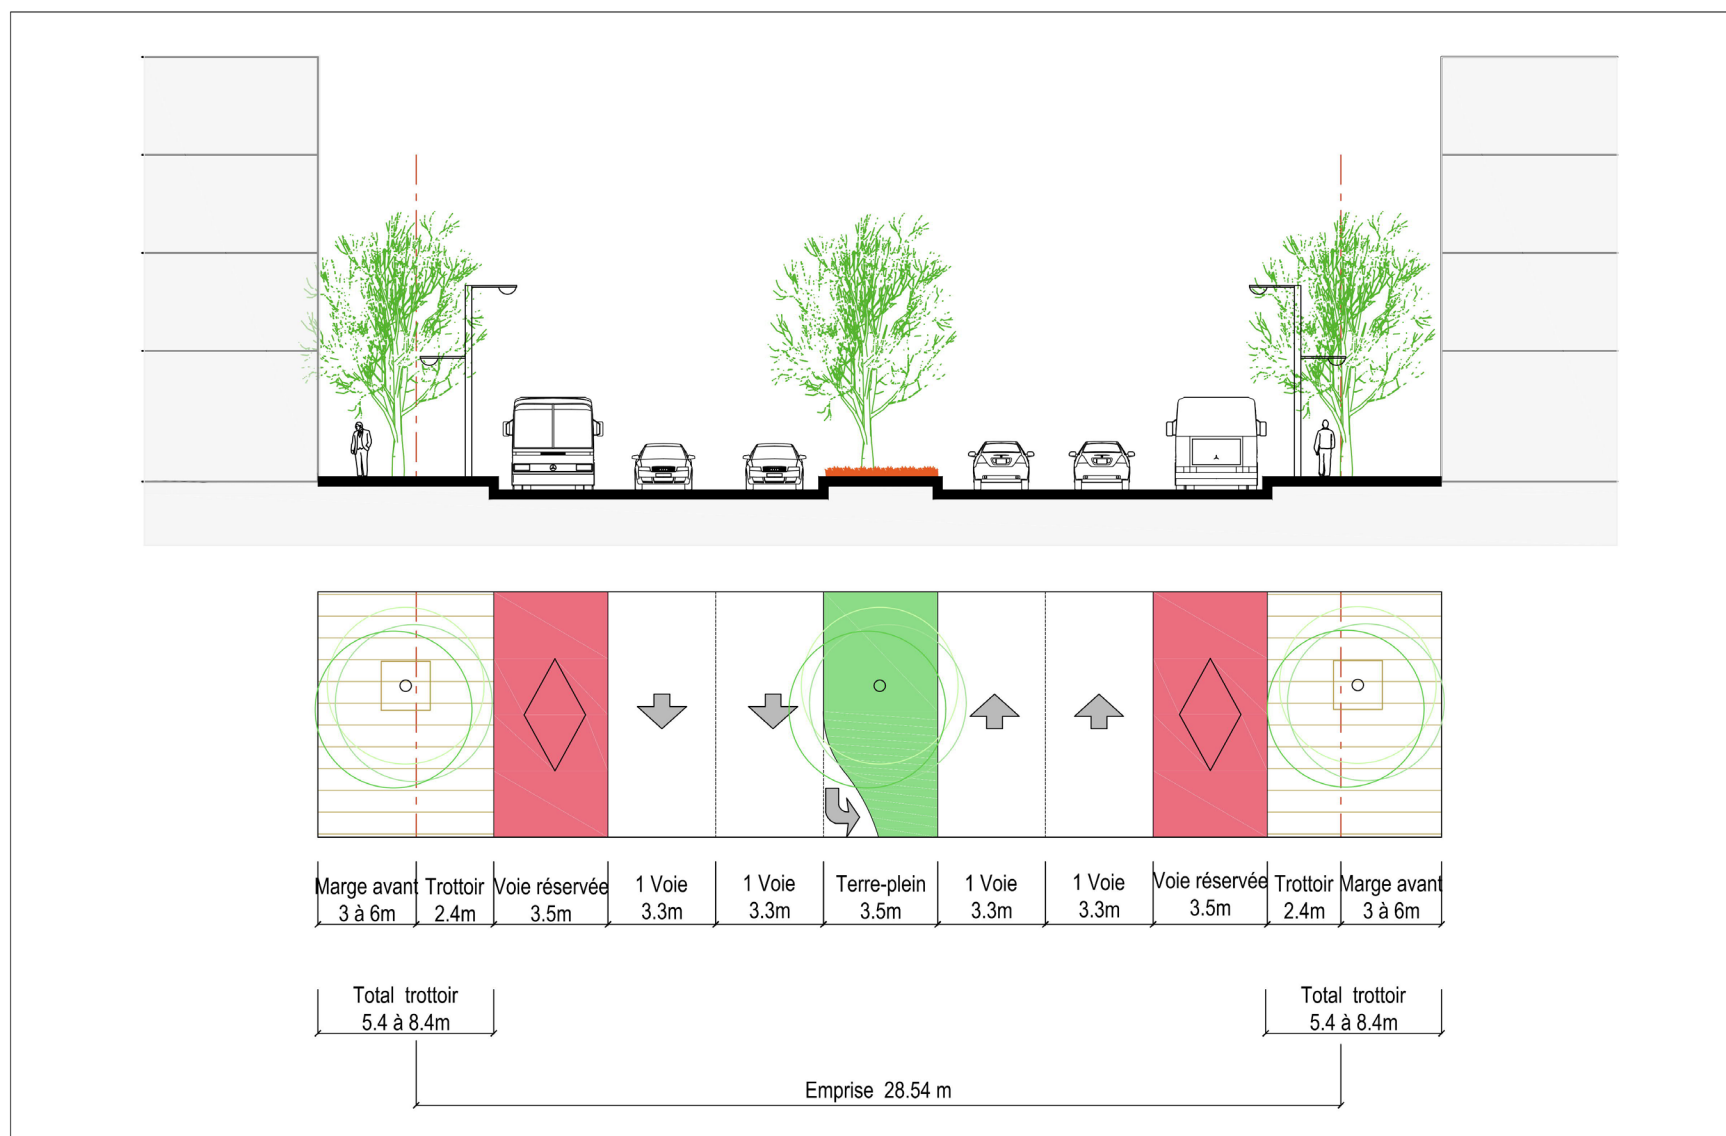 Marge avant
3 à 6m
Trottoir
2.4m
Voie réservée
3.5m
1 Voie
3.3m
1 Voie
3.3m
Terre-plein
3.5m
1 Voie
3.3m
1 Voie
3.3m
Voie réservée
3.5m
Trottoir
2.4m
Marge avant
3 à 6m
Total trottoir
5.4 à 8.4m
Total trottoir
5.4 à 8.4m
Emprise 28.54 m